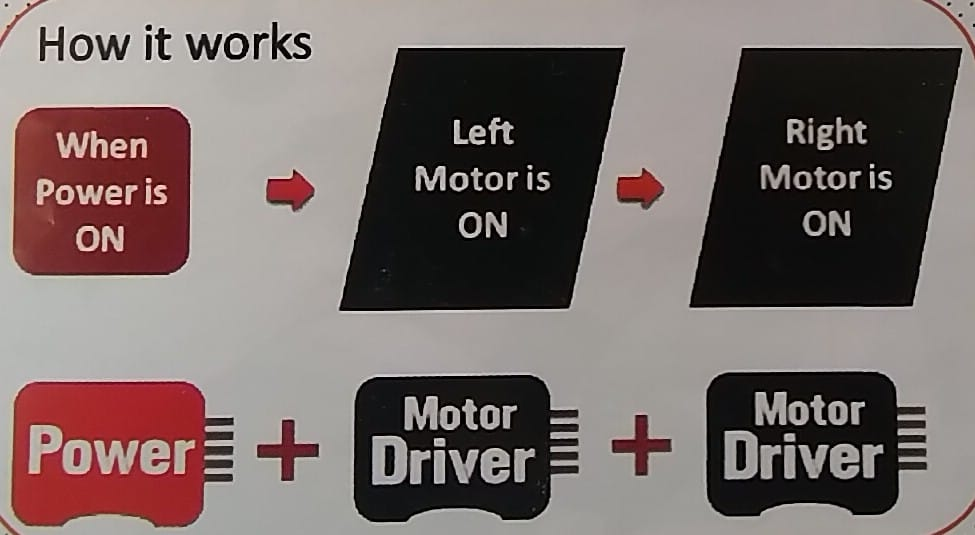 How it works
When
Power is
ON
Left
Motor is
ON
Right
Motor is
ON
Power
Motor
Driver
Motor
Driver